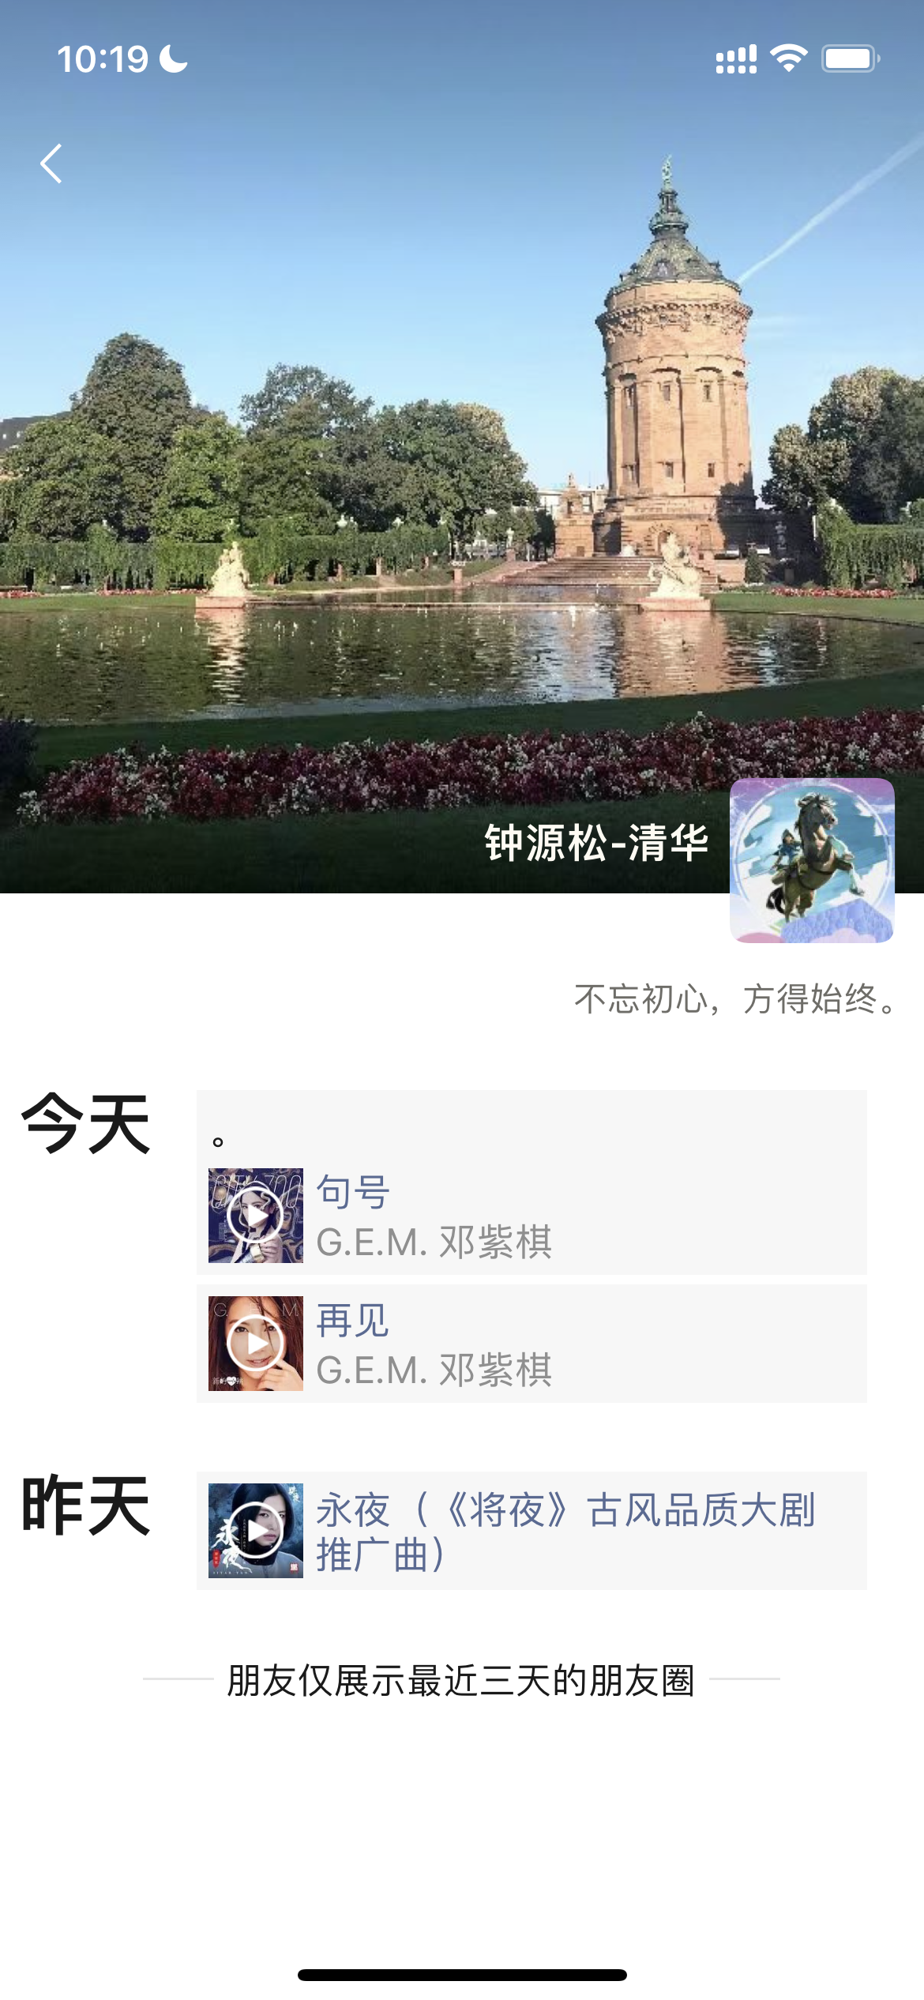 10:19
钟源松-清华
不忘初心，方得始终。
今天
。
句号
G.E.M. 邓紫棋
再见
G.E.M. 邓紫棋
昨天
永夜（《将夜》古风品质大剧
推广曲）
朋友仅展示最近三天的朋友圈